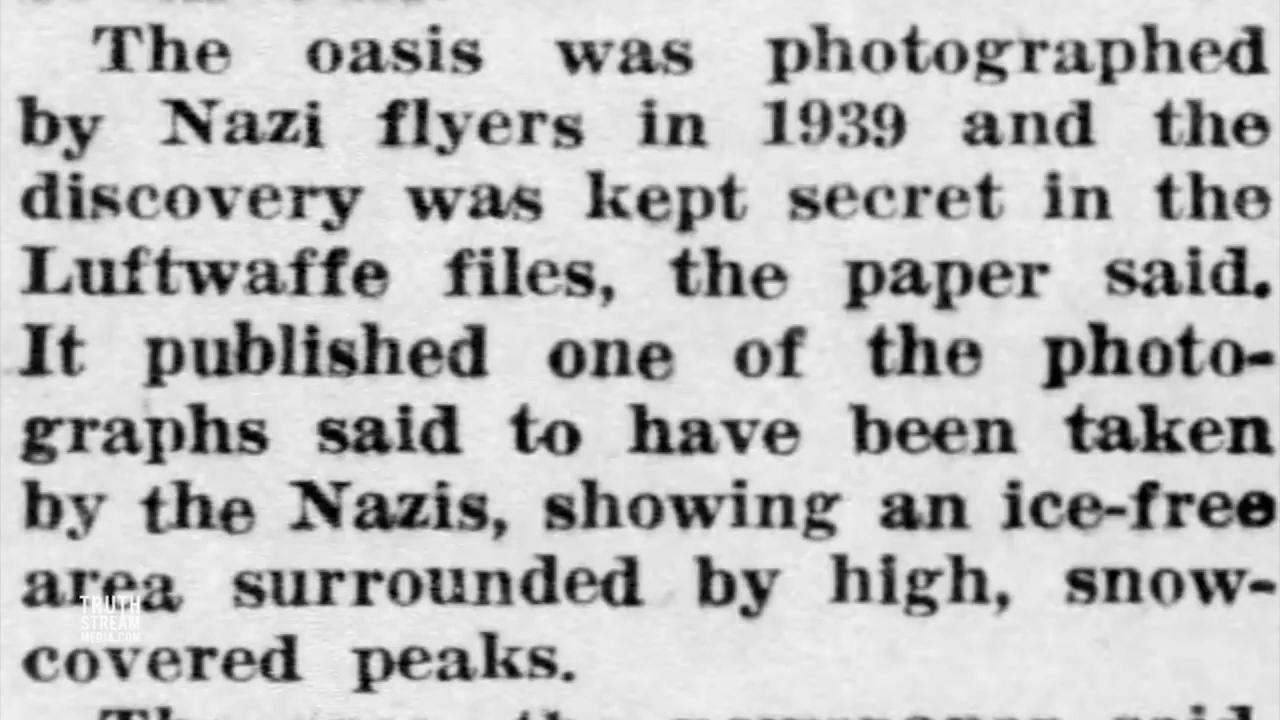 The oasis was photographed
by Nazi flyers in 1939 and the
discovery was kept secret in the
Luftwaffe files, the paper said.
It published one of the photo-
graphs said to have been taken
by the Nazis, showing an ice-free
area surrounded by high, snow-
covered peaks.
TRUTH
STREAM
MEDIA.COM